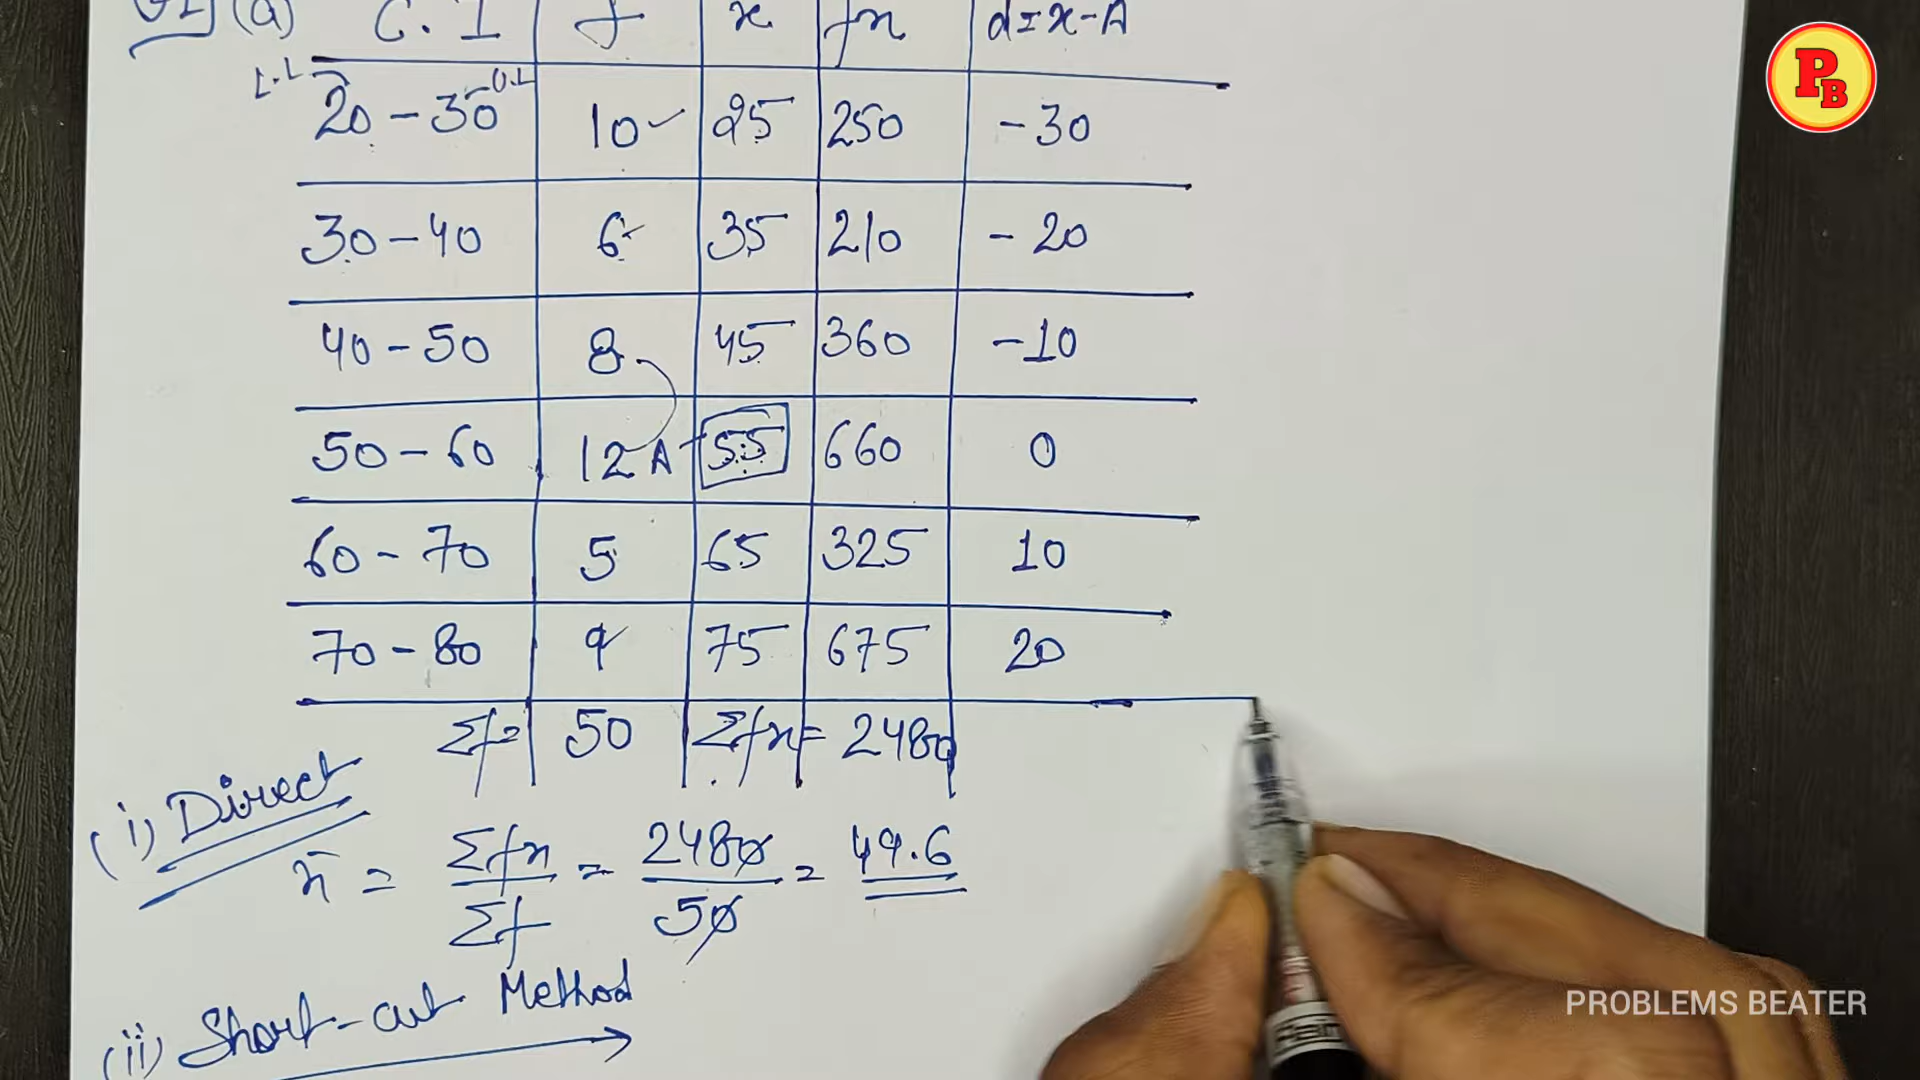 (a) C.I f x fx d=x-A
L.L U.L
20-30 10 25 250 -30
30-40 6 35 210 -20
40-50 8 45 360 -10
50-60 12 A 55 660 0
60-70 5 65 325 10
70-80 9 75 675 20
Σf= 50 Σfx= 2480
(i) Direct
x̄ = Σfx/Σf = 2480/50 = 49.6
(ii) Short-cut Method
PB
PROBLEMS BEATER